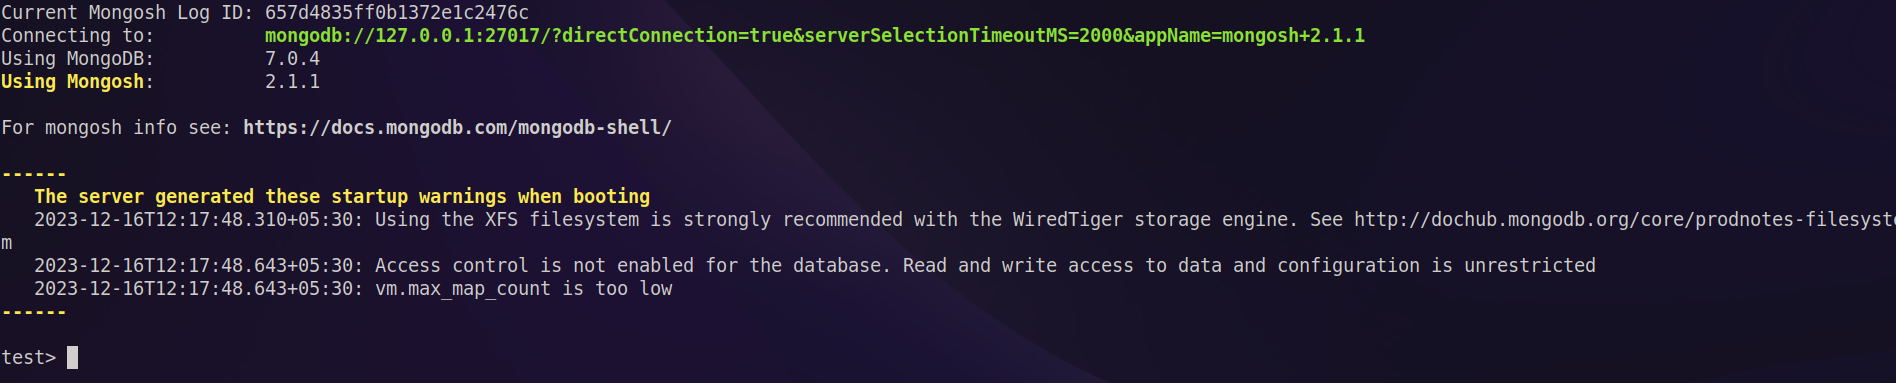 Current Mongosh Log ID: 657d4835ff0b1372e1c2476c
Connecting to:          mongodb://127.0.0.1:27017/?directConnection=true&serverSelectionTimeoutMS=2000&appName=mongosh+2.1.1
Using MongoDB:          7.0.4
Using Mongosh:          2.1.1
For mongosh info see: https://docs.mongodb.com/mongodb-shell/
------
   The server generated these startup warnings when booting
   2023-12-16T12:17:48.310+05:30: Using the XFS filesystem is strongly recommended with the WiredTiger storage engine. See http://dochub.mongodb.org/core/prodnotes-filesyste
m
   2023-12-16T12:17:48.643+05:30: Access control is not enabled for the database. Read and write access to data and configuration is unrestricted
   2023-12-16T12:17:48.643+05:30: vm.max_map_count is too low
------
test>